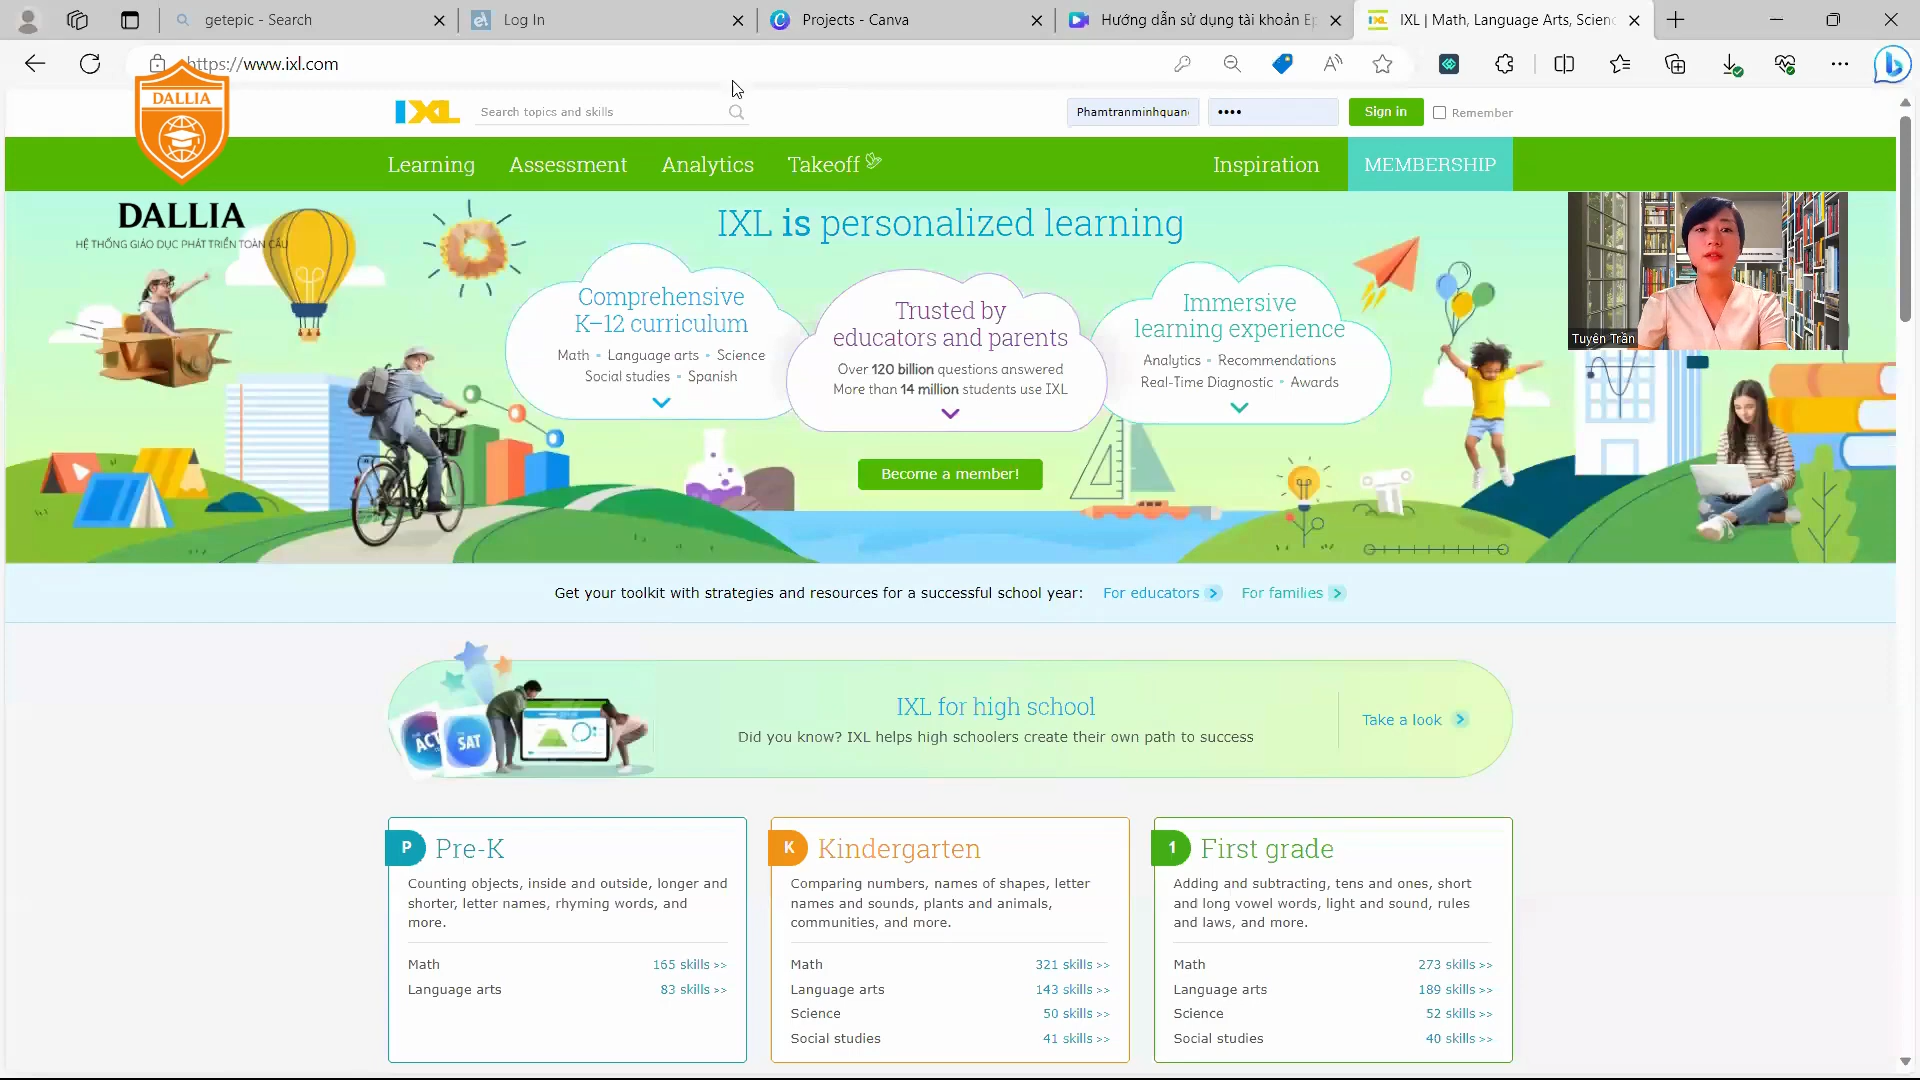 getepic - Search
Log In
Projects - Canva
Hướng dẫn sử dụng tài khoản Ep
IXL | Math, Language Arts, Scienc
https://www.ixl.com
DALLIA
IXL
Search topics and skills
Phamtranminhquan
Sign in
Remember
Learning
Assessment
Analytics
Takeoff
Inspiration
MEMBERSHIP
DALLIA
HỆ THỐNG GIÁO DỤC PHÁT TRIỂN TOÀN CẦU
IXL is personalized learning
Comprehensive
K–12 curriculum
Math • Language arts • Science
Social studies • Spanish
Trusted by
educators and parents
Over 120 billion questions answered
More than 14 million students use IXL
Immersive
learning experience
Analytics • Recommendations
Real-Time Diagnostic • Awards
Tuyên Trần
Become a member!
Get your toolkit with strategies and resources for a successful school year:
For educators
For families
ACT
SAT
IXL for high school
Did you know? IXL helps high schoolers create their own path to success
Take a look
P Pre-K
Counting objects, inside and outside, longer and
shorter, letter names, rhyming words, and
more.
Math 165 skills >>
Language arts 83 skills >>
K Kindergarten
Comparing numbers, names of shapes, letter
names and sounds, plants and animals,
communities, and more.
Math 321 skills >>
Language arts 143 skills >>
Science 50 skills >>
Social studies 41 skills >>
1 First grade
Adding and subtracting, tens and ones, short
and long vowel words, light and sound, rules
and laws, and more.
Math 273 skills >>
Language arts 189 skills >>
Science 52 skills >>
Social studies 40 skills >>